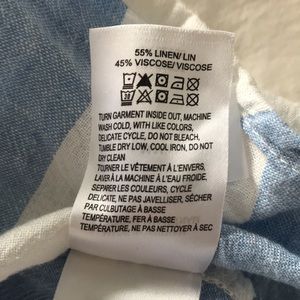 55% LINEN/ LIN
45% VISCOSE/ VISCOSE
TURN GARMENT INSIDE OUT, MACHINE
WASH COLD, WITH LIKE COLORS,
DELICATE CYCLE, DO NOT BLEACH,
TUMBLE DRY LOW, COOL IRON, DO NOT
DRY CLEAN
TOURNER LE VÊTEMENT À L'ENVERS,
LAVER À LA MACHINE À L'EAU FROIDE,
SEPIRER LES COULEURS, CYCLE
DELICATE, NE PAS JAVELLISER, SÉCHER
PAR CULBUTAGE À BASSE
TEMPÉRATURE, FER À BASSE
TEMPÉRATURE, NE PAS NETTOYER À SEC